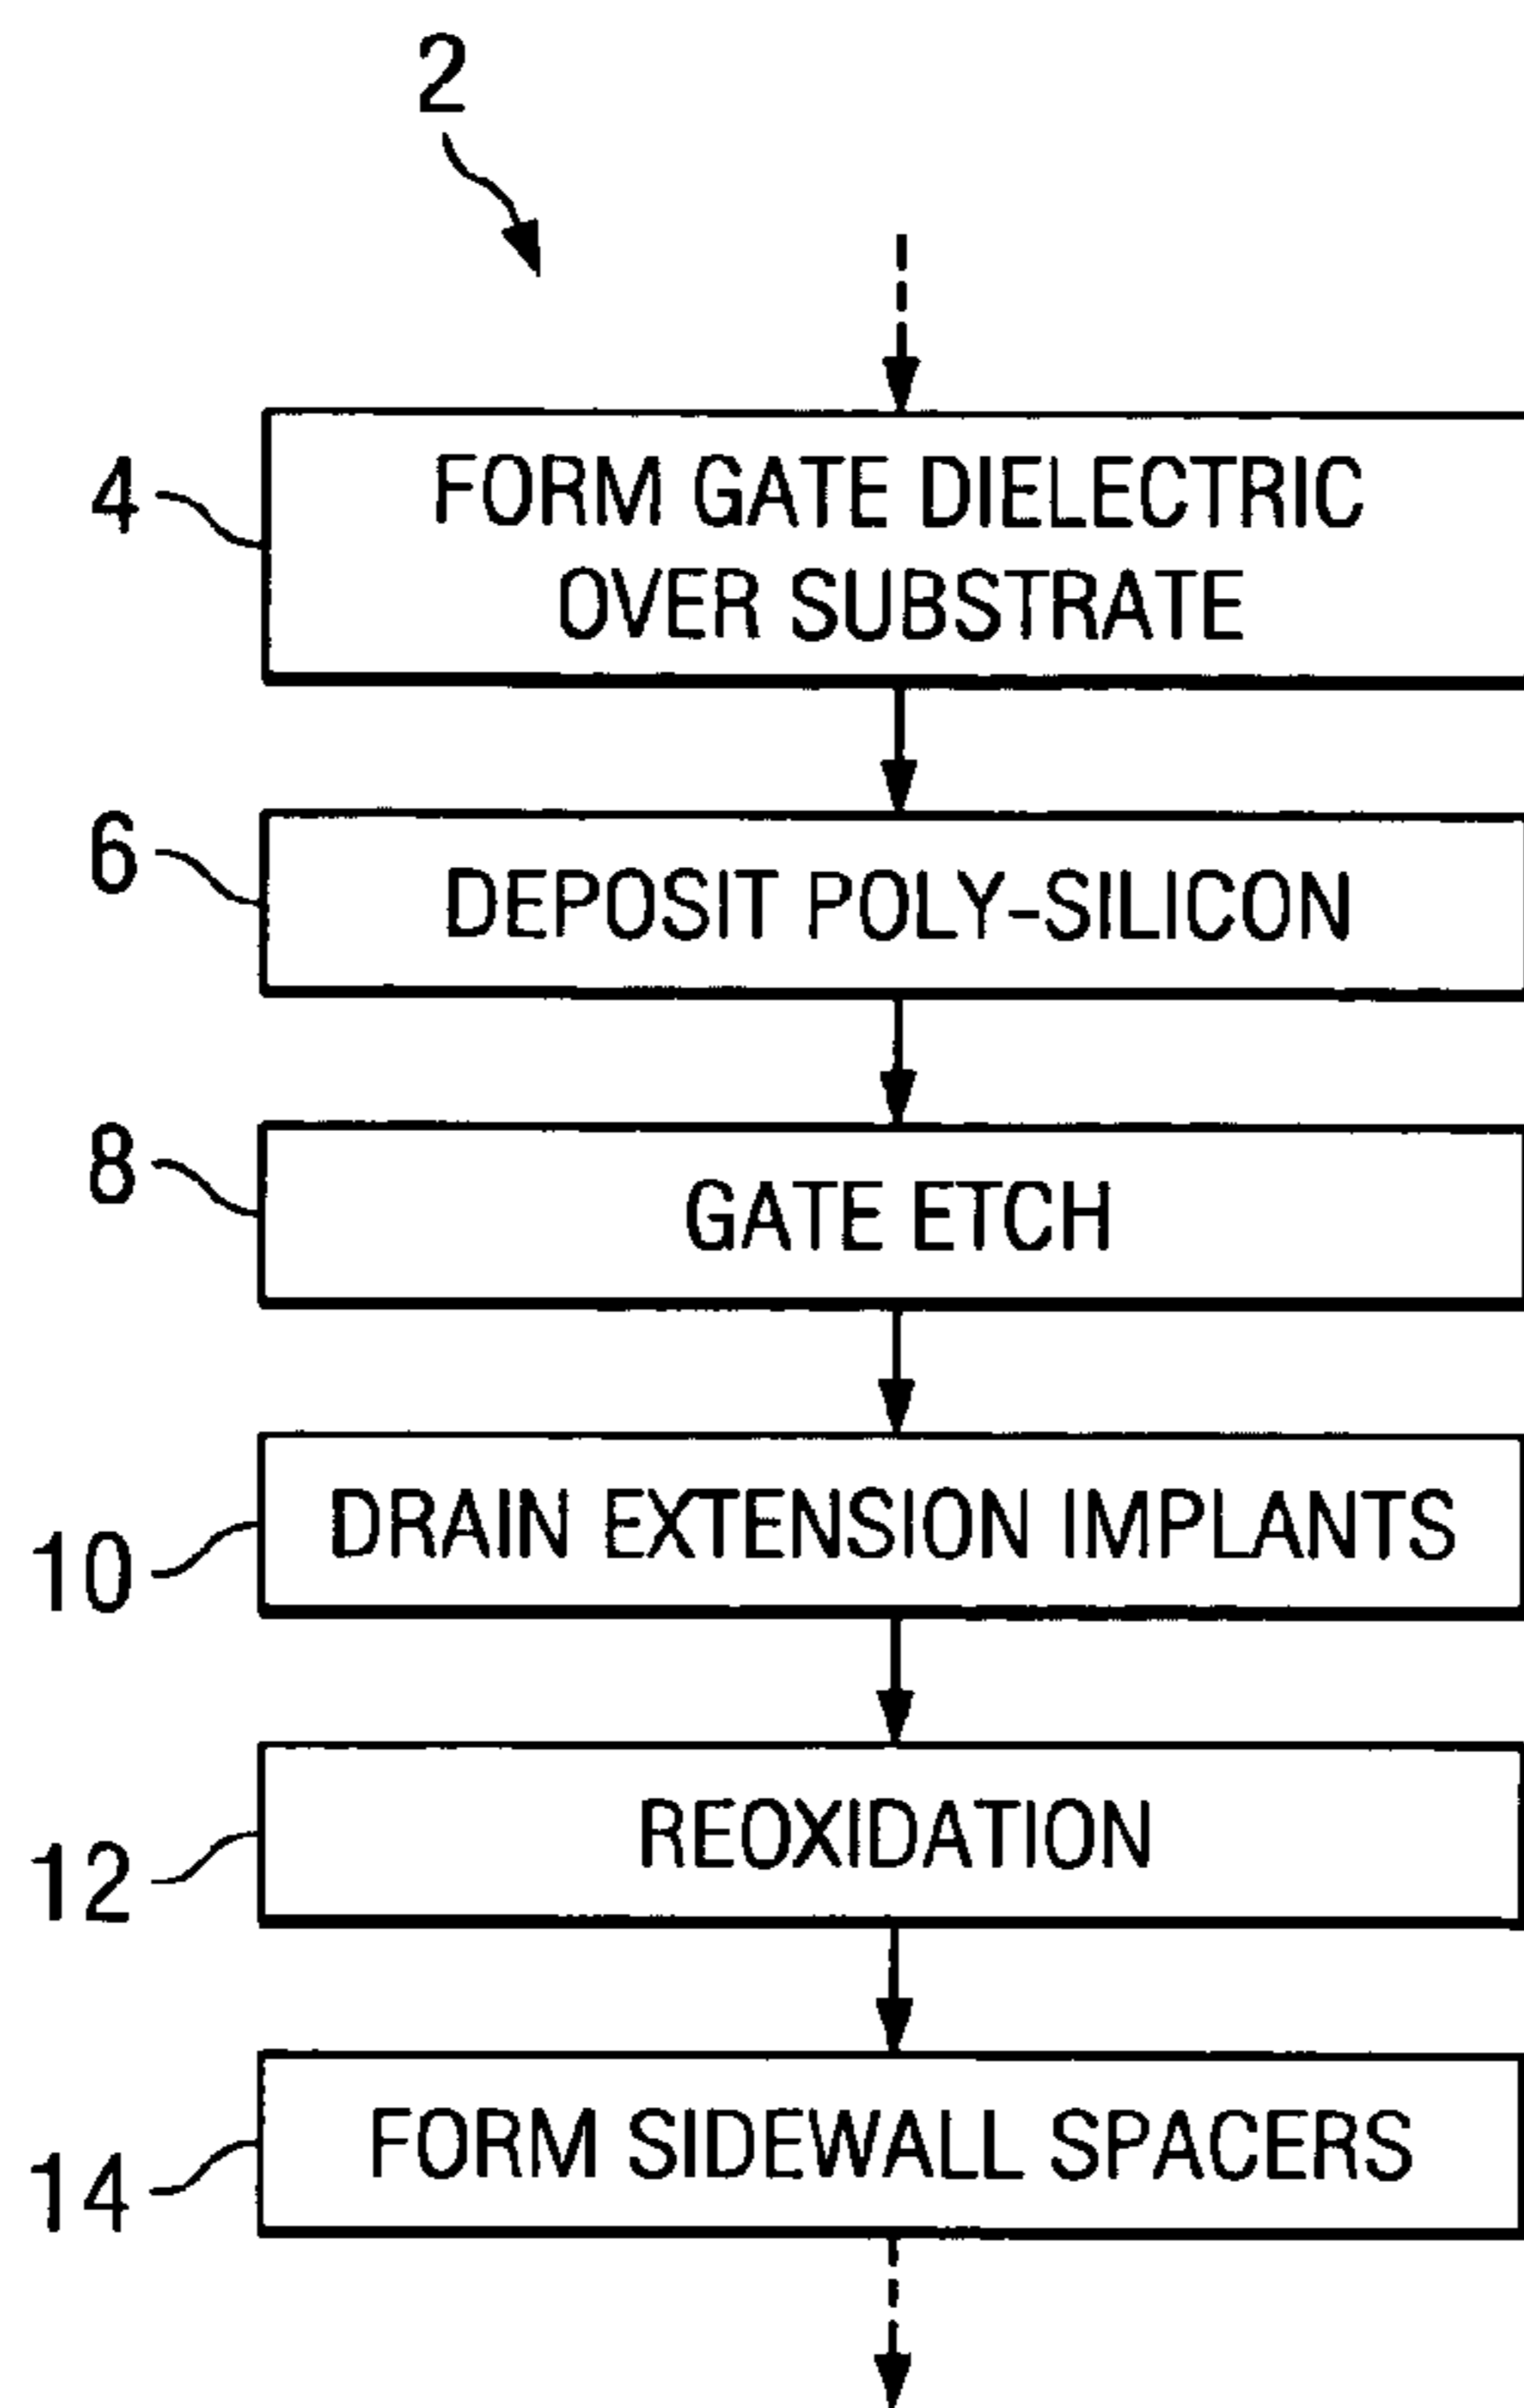 2
4
FORM GATE DIELECTRIC
OVER SUBSTRATE
6
DEPOSIT POLY-SILICON
8
GATE ETCH
10
DRAIN EXTENSION IMPLANTS
12
REOXIDATION
14
FORM SIDEWALL SPACERS